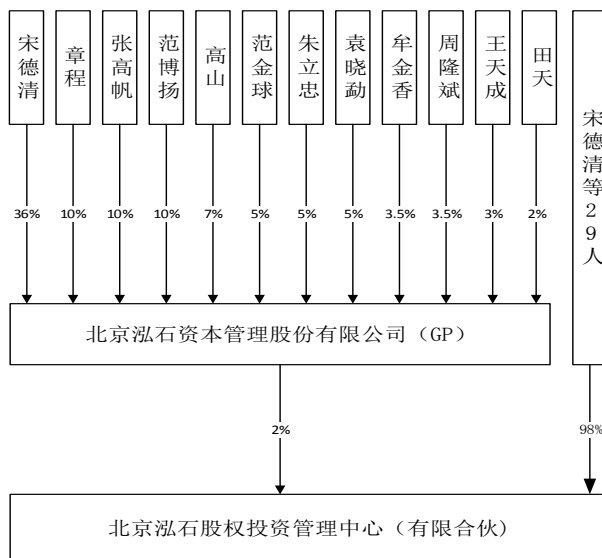 宋德清
章程
张高帆
范博扬
高山
范金球
朱立忠
袁晓勐
牟金香
周隆斌
王天成
田天
宋德清等29人
36%
10%
10%
10%
7%
5%
5%
5%
3.5%
3.5%
3%
2%
北京泓石资本管理股份有限公司（GP）
2%
98%
北京泓石股权投资管理中心（有限合伙）